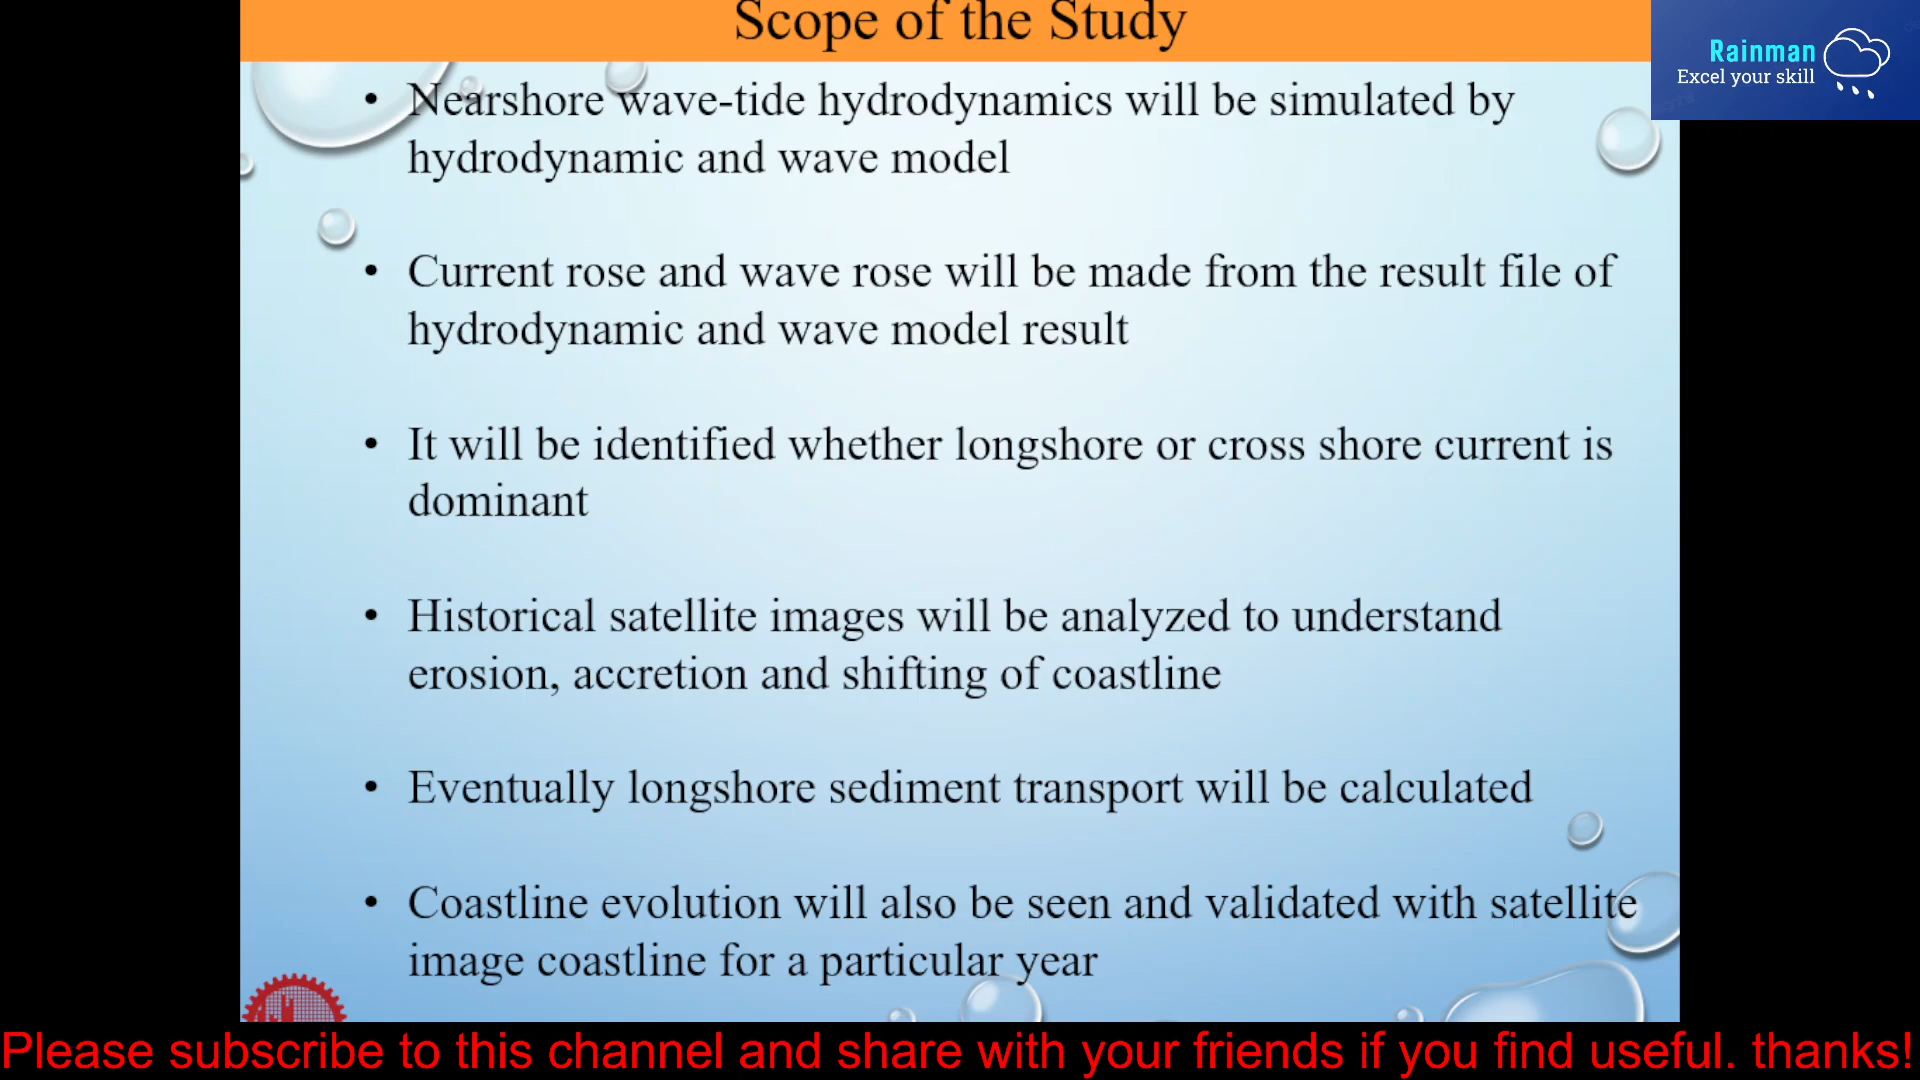 Scope of the Study
Rainman
Excel your skill
• Nearshore wave-tide hydrodynamics will be simulated by
hydrodynamic and wave model
• Current rose and wave rose will be made from the result file of
hydrodynamic and wave model result
• It will be identified whether longshore or cross shore current is
dominant
• Historical satellite images will be analyzed to understand
erosion, accretion and shifting of coastline
• Eventually longshore sediment transport will be calculated
• Coastline evolution will also be seen and validated with satellite
image coastline for a particular year
Please subscribe to this channel and share with your friends if you find useful. thanks!